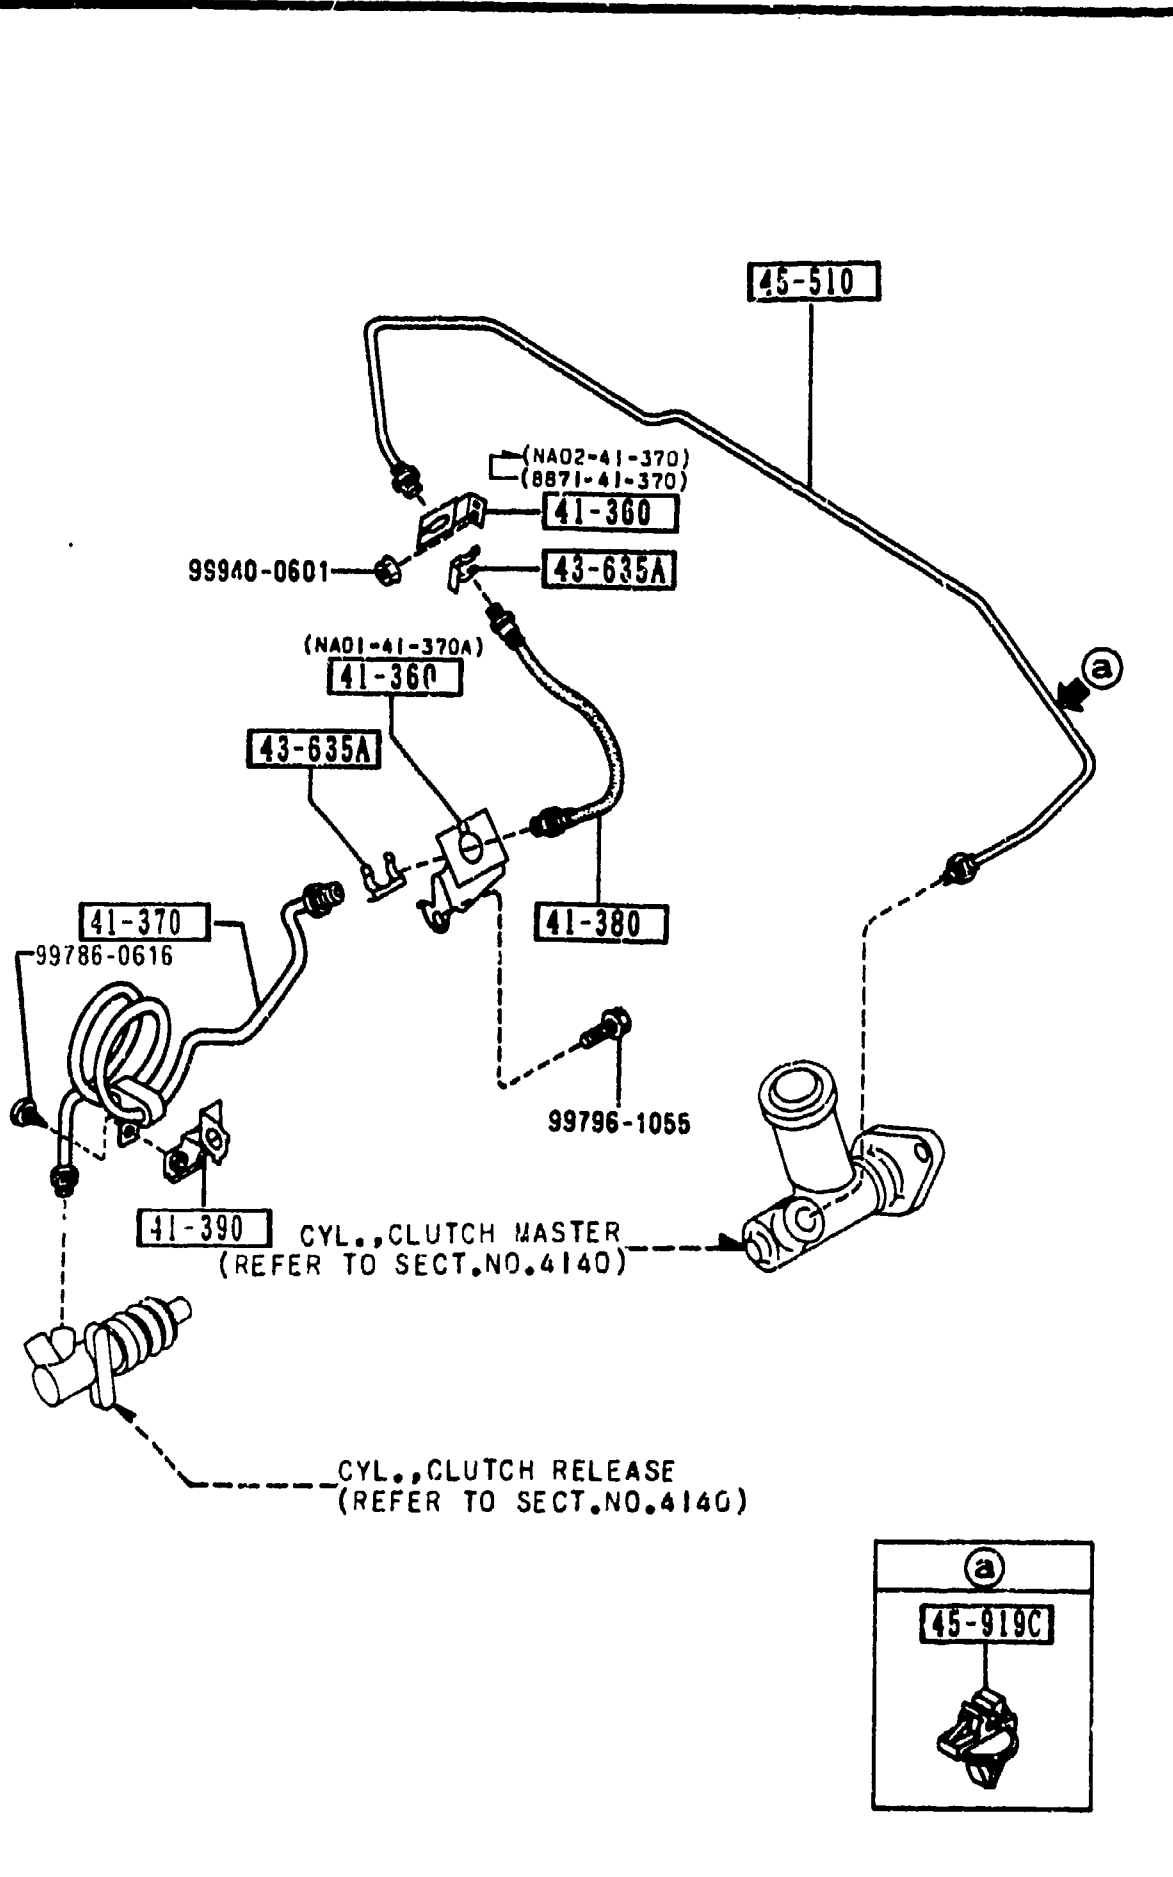 45-510
(NA02-41-370)
(8871-41-370)
41-360
99940-0601
43-635A
(NA01-41-370A)
41-360
a
43-635A
41-370
41-380
99786-0616
99796-1055
41-390
CYL.,CLUTCH MASTER
(REFER TO SECT.NO.4140)
CYL.,CLUTCH RELEASE
(REFER TO SECT.NO.4140)
a
45-919C